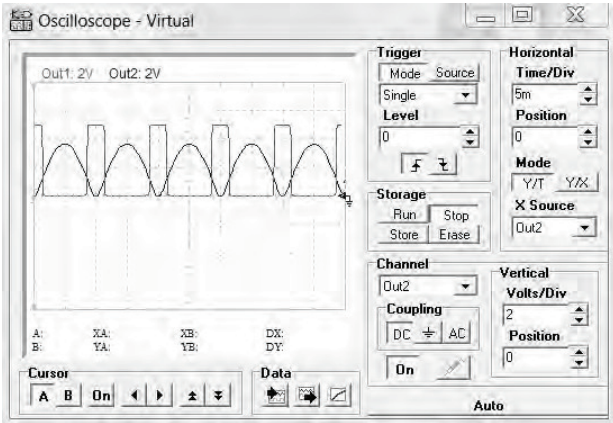 Oscilloscope - Virtual
Out1: 2V Out2: 2V
A: XA: XB: DX:
B: YA: YB: DY:
Cursor
A B On
Data
Trigger
Mode Source
Single
Level
0
Storage
Run Stop
Store Erase
Horizontal
Time/Div
5m
Position
0
Mode
Y/T Y/X
X Source
Out2
Channel
Out2
Coupling
DC AC
On
Vertical
Volts/Div
2
Position
0
Auto